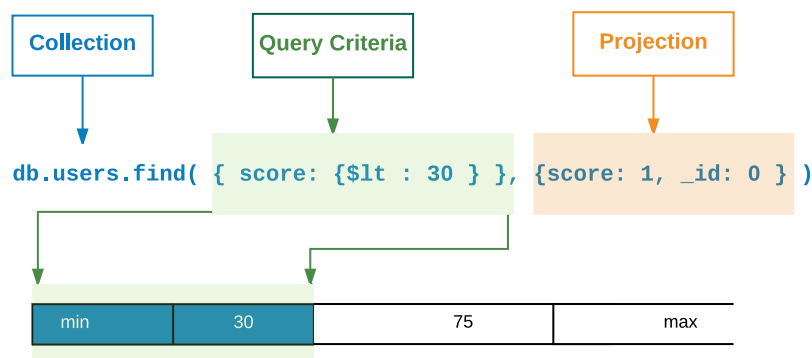 Collection
Query Criteria
Projection
db.users.find( { score: {$lt : 30 } }, {score: 1, _id: 0 } )
min 30 75 max